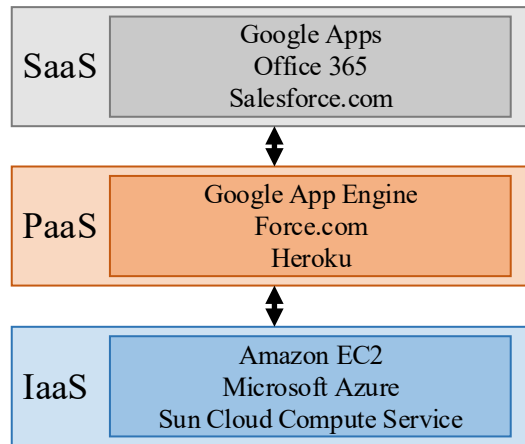 SaaS
Google Apps
Office 365
Salesforce.com
PaaS
Google App Engine
Force.com
Heroku
IaaS
Amazon EC2
Microsoft Azure
Sun Cloud Compute Service